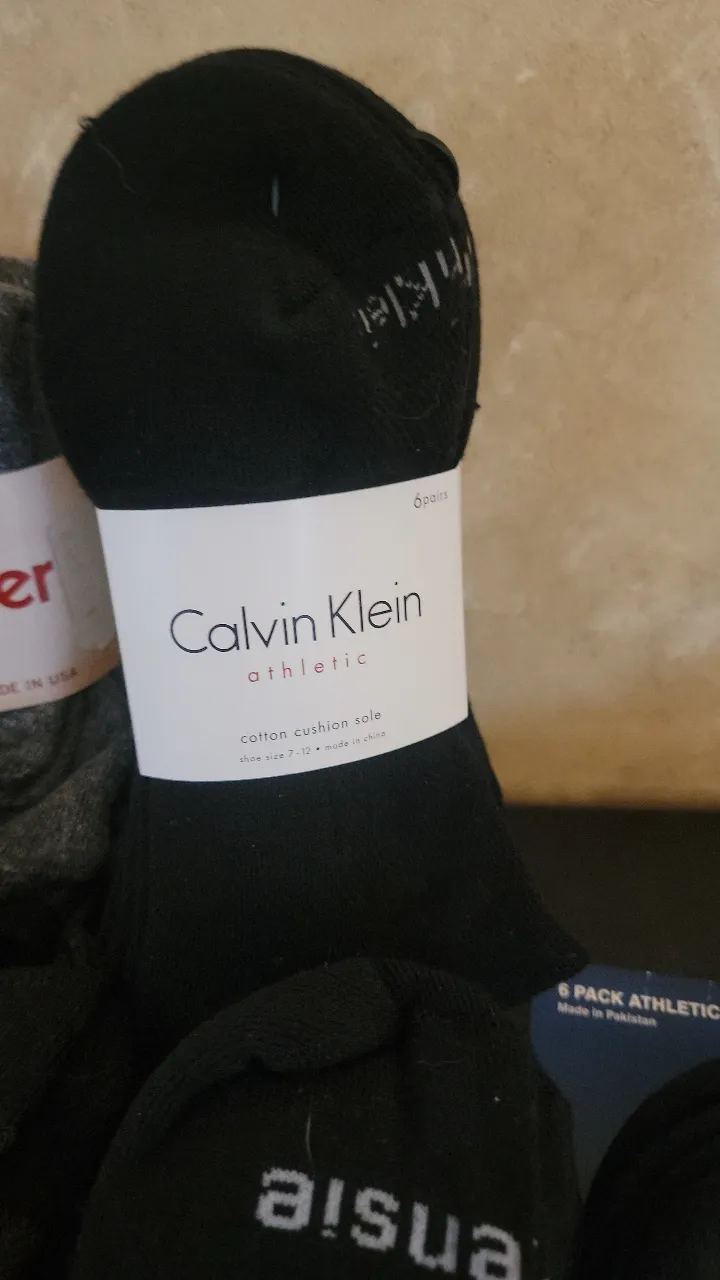 6pairs
Calvin Klein
athletic
cotton cushion sole
shoe size 7-12 • made in china
er
DE IN USA
6 PACK ATHLETIC
Made in Pakistan